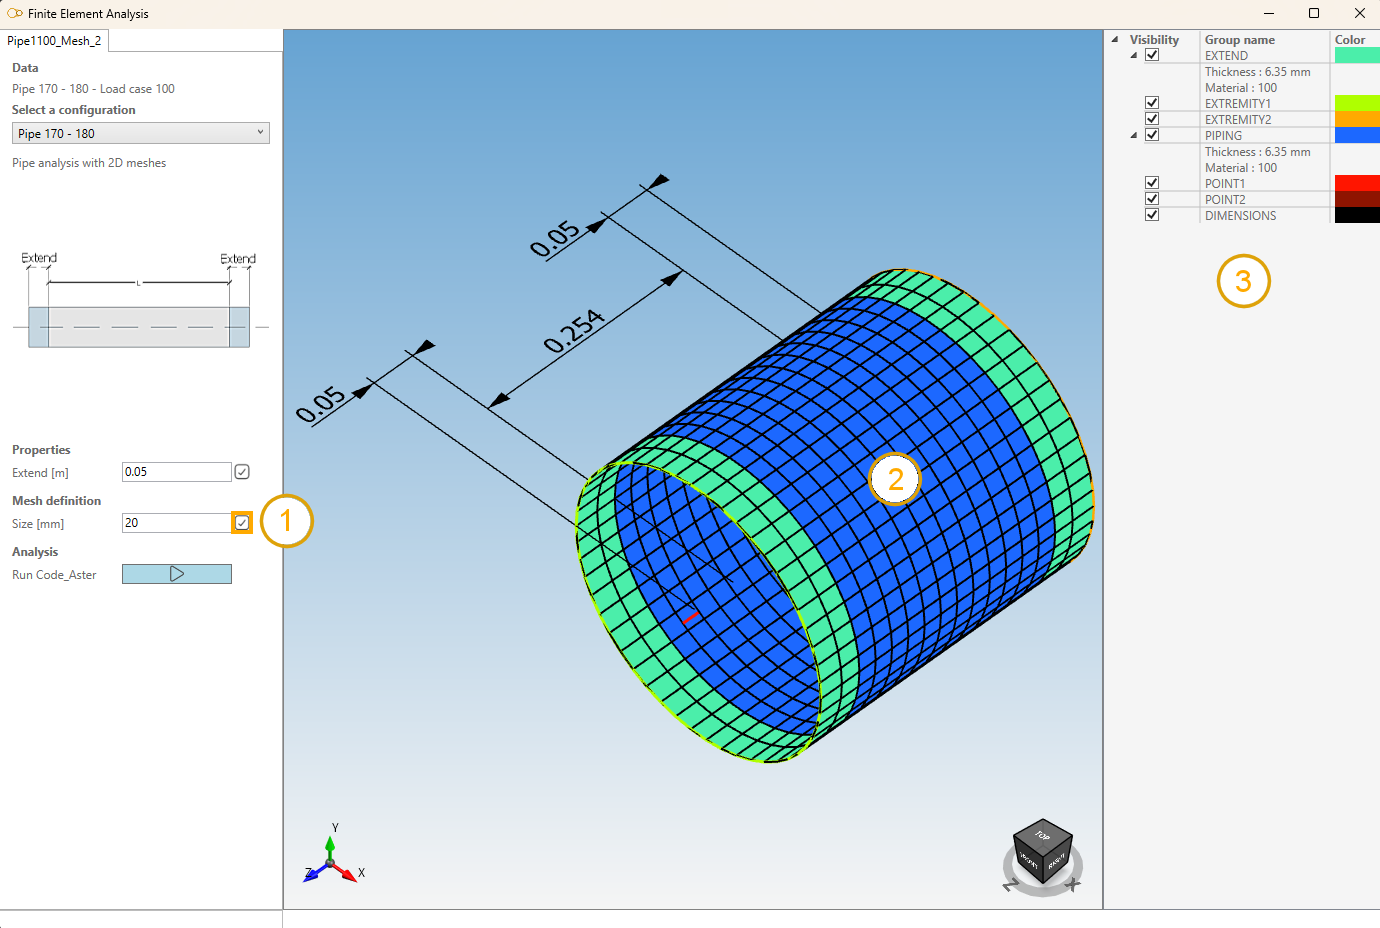 Finite Element Analysis
Pipe1100_Mesh_2
Data
Pipe 170 - 180 - Load case 100
Select a configuration
Pipe 170 - 180
Pipe analysis with 2D meshes
Extend
Extend
L
Properties
Extend [m]
0.05
Mesh definition
Size [mm]
20
1
Analysis
Run Code_Aster
0.05
0.254
0.05
2
Y
Z
X
TOP
FRONT
RIGHT
Z
X
Visibility
Group name
Color
EXTEND
Thickness : 6.35 mm
Material : 100
EXTREMITY1
EXTREMITY2
PIPING
Thickness : 6.35 mm
Material : 100
POINT1
POINT2
DIMENSIONS
3